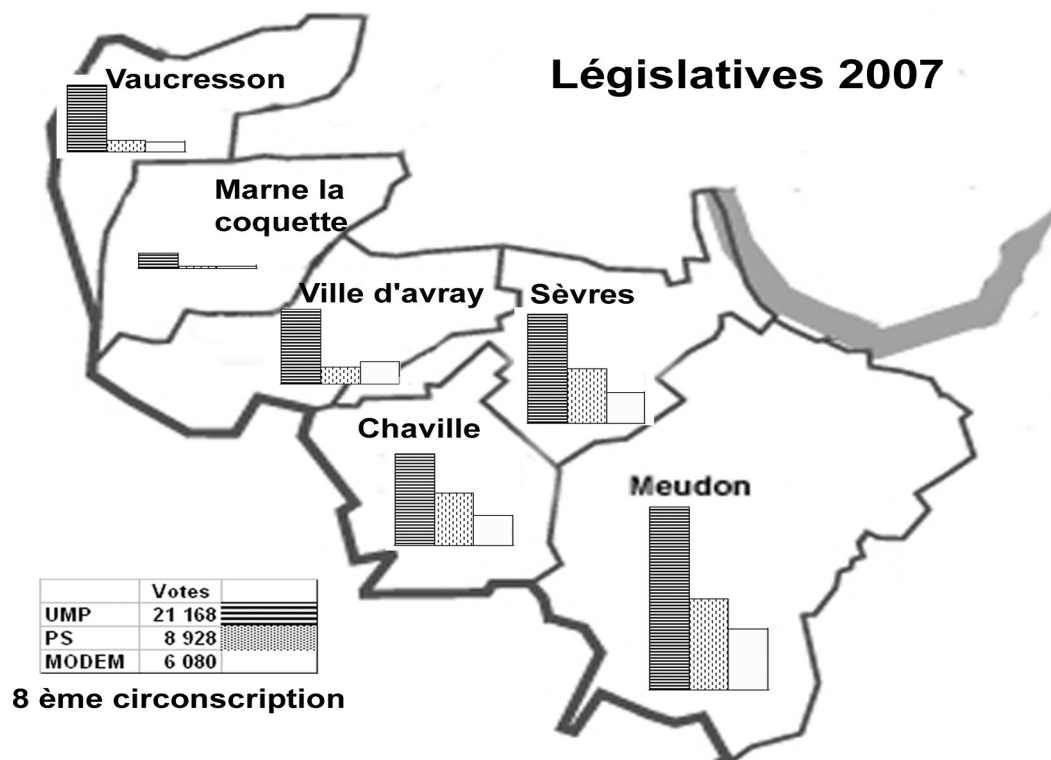 Législatives 2007
Vaucresson
Marne la
coquette
Ville d'avray
Sèvres
Chaville
Meudon
Votes
UMP 21 168
PS 8 928
MODEM 6 080
8 ème circonscription